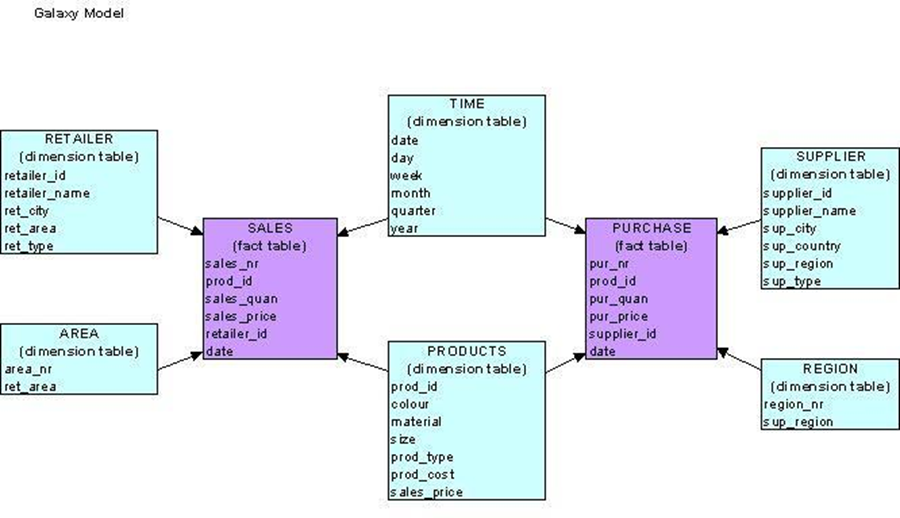 Galaxy Model
RETAILER
(dimension table)
retailer_id
retailer_name
ret_city
ret_area
ret_type
AREA
(dimension table)
area_nr
ret_area
SALES
(fact table)
sales_nr
prod_id
sales_quan
sales_price
retailer_id
date
TIME
(dimension table)
date
day
week
month
quarter
year
PRODUCTS
(dimension table)
prod_id
colour
material
size
prod_type
prod_cost
sales_price
PURCHASE
(fact table)
pur_nr
prod_id
pur_quan
pur_price
supplier_id
date
SUPPLIER
(dimension table)
supplier_id
supplier_name
sup_city
sup_country
sup_region
sup_type
REGION
(dimension table)
region_nr
sup_region